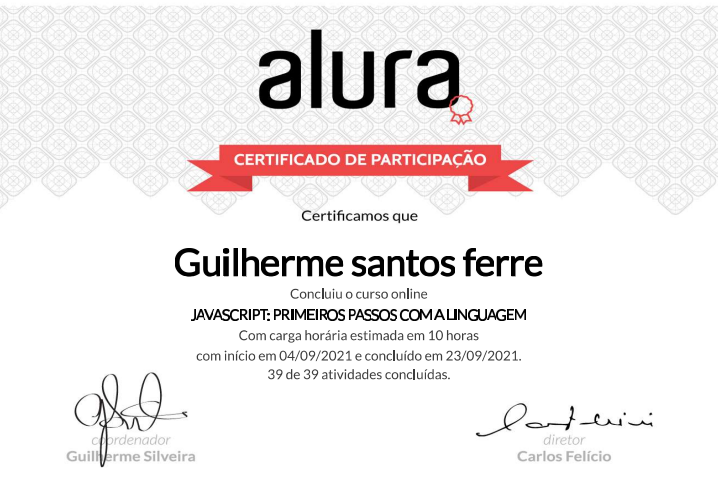 alura
CERTIFICADO DE PARTICIPAÇÃO
Certificamos que
Guilherme santos ferre
Concluiu o curso online
JAVASCRIPT: PRIMEIROS PASSOS COM A LINGUAGEM
Com carga horária estimada em 10 horas
com início em 04/09/2021 e concluído em 23/09/2021.
39 de 39 atividades concluídas.
coordenador
Guilherme Silveira
diretor
Carlos Felício